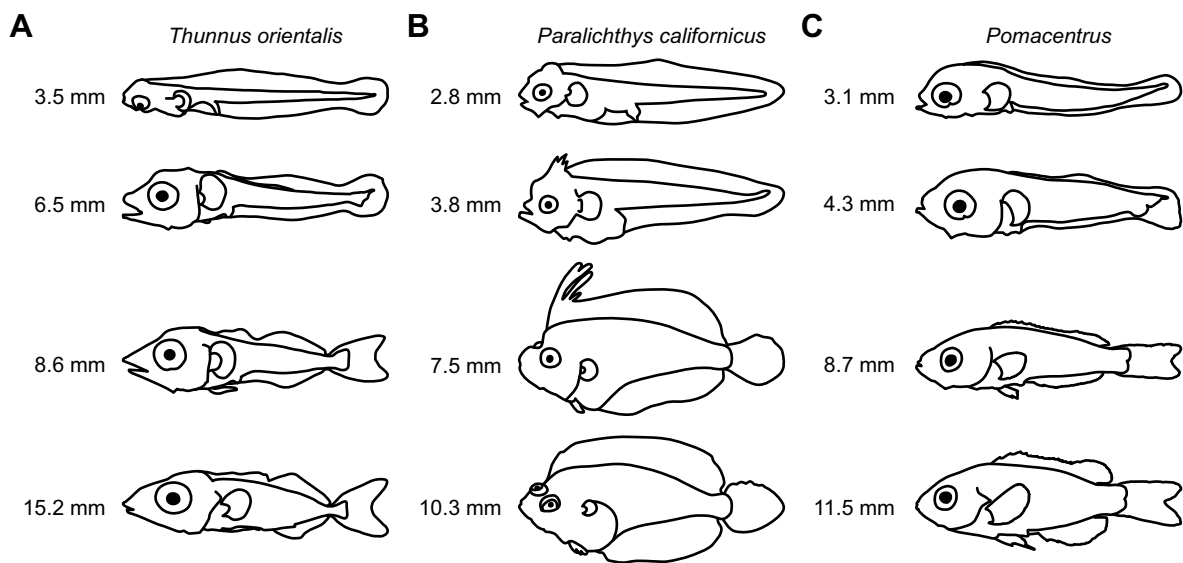 A Thunnus orientalis
3.5 mm
6.5 mm
8.6 mm
15.2 mm
B Paralichthys californicus
2.8 mm
3.8 mm
7.5 mm
10.3 mm
C Pomacentrus
3.1 mm
4.3 mm
8.7 mm
11.5 mm